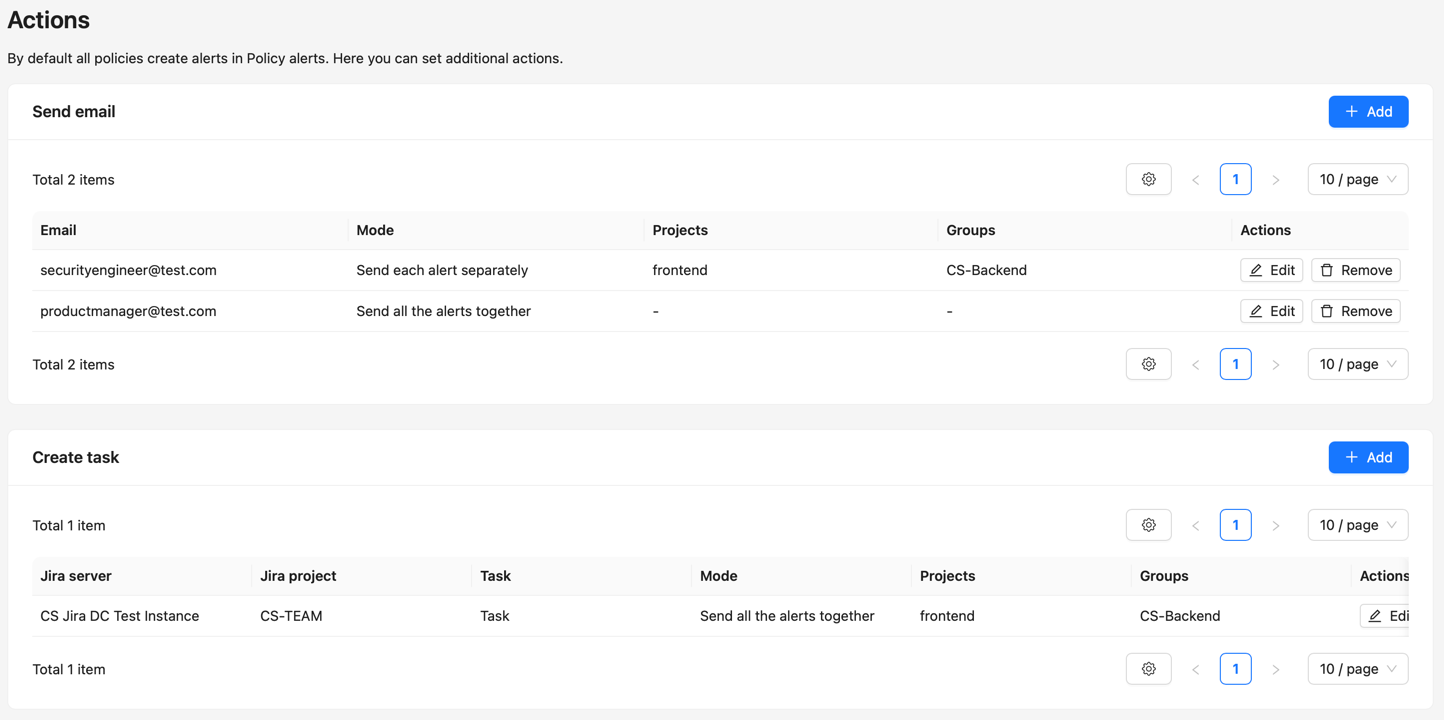 Actions
By default all policies create alerts in Policy alerts. Here you can set additional actions.
Send email
Add
Total 2 items
1
10 / page
Email Mode Projects Groups Actions
securityengineer@test.com Send each alert separately frontend CS-Backend Edit Remove
productmanager@test.com Send all the alerts together - - Edit Remove
Total 2 items
1
10 / page
Create task
Add
Total 1 item
1
10 / page
Jira server Jira project Task Mode Projects Groups Actions
CS Jira DC Test Instance CS-TEAM Task Send all the alerts together frontend CS-Backend Edi
Total 1 item
1
10 / page